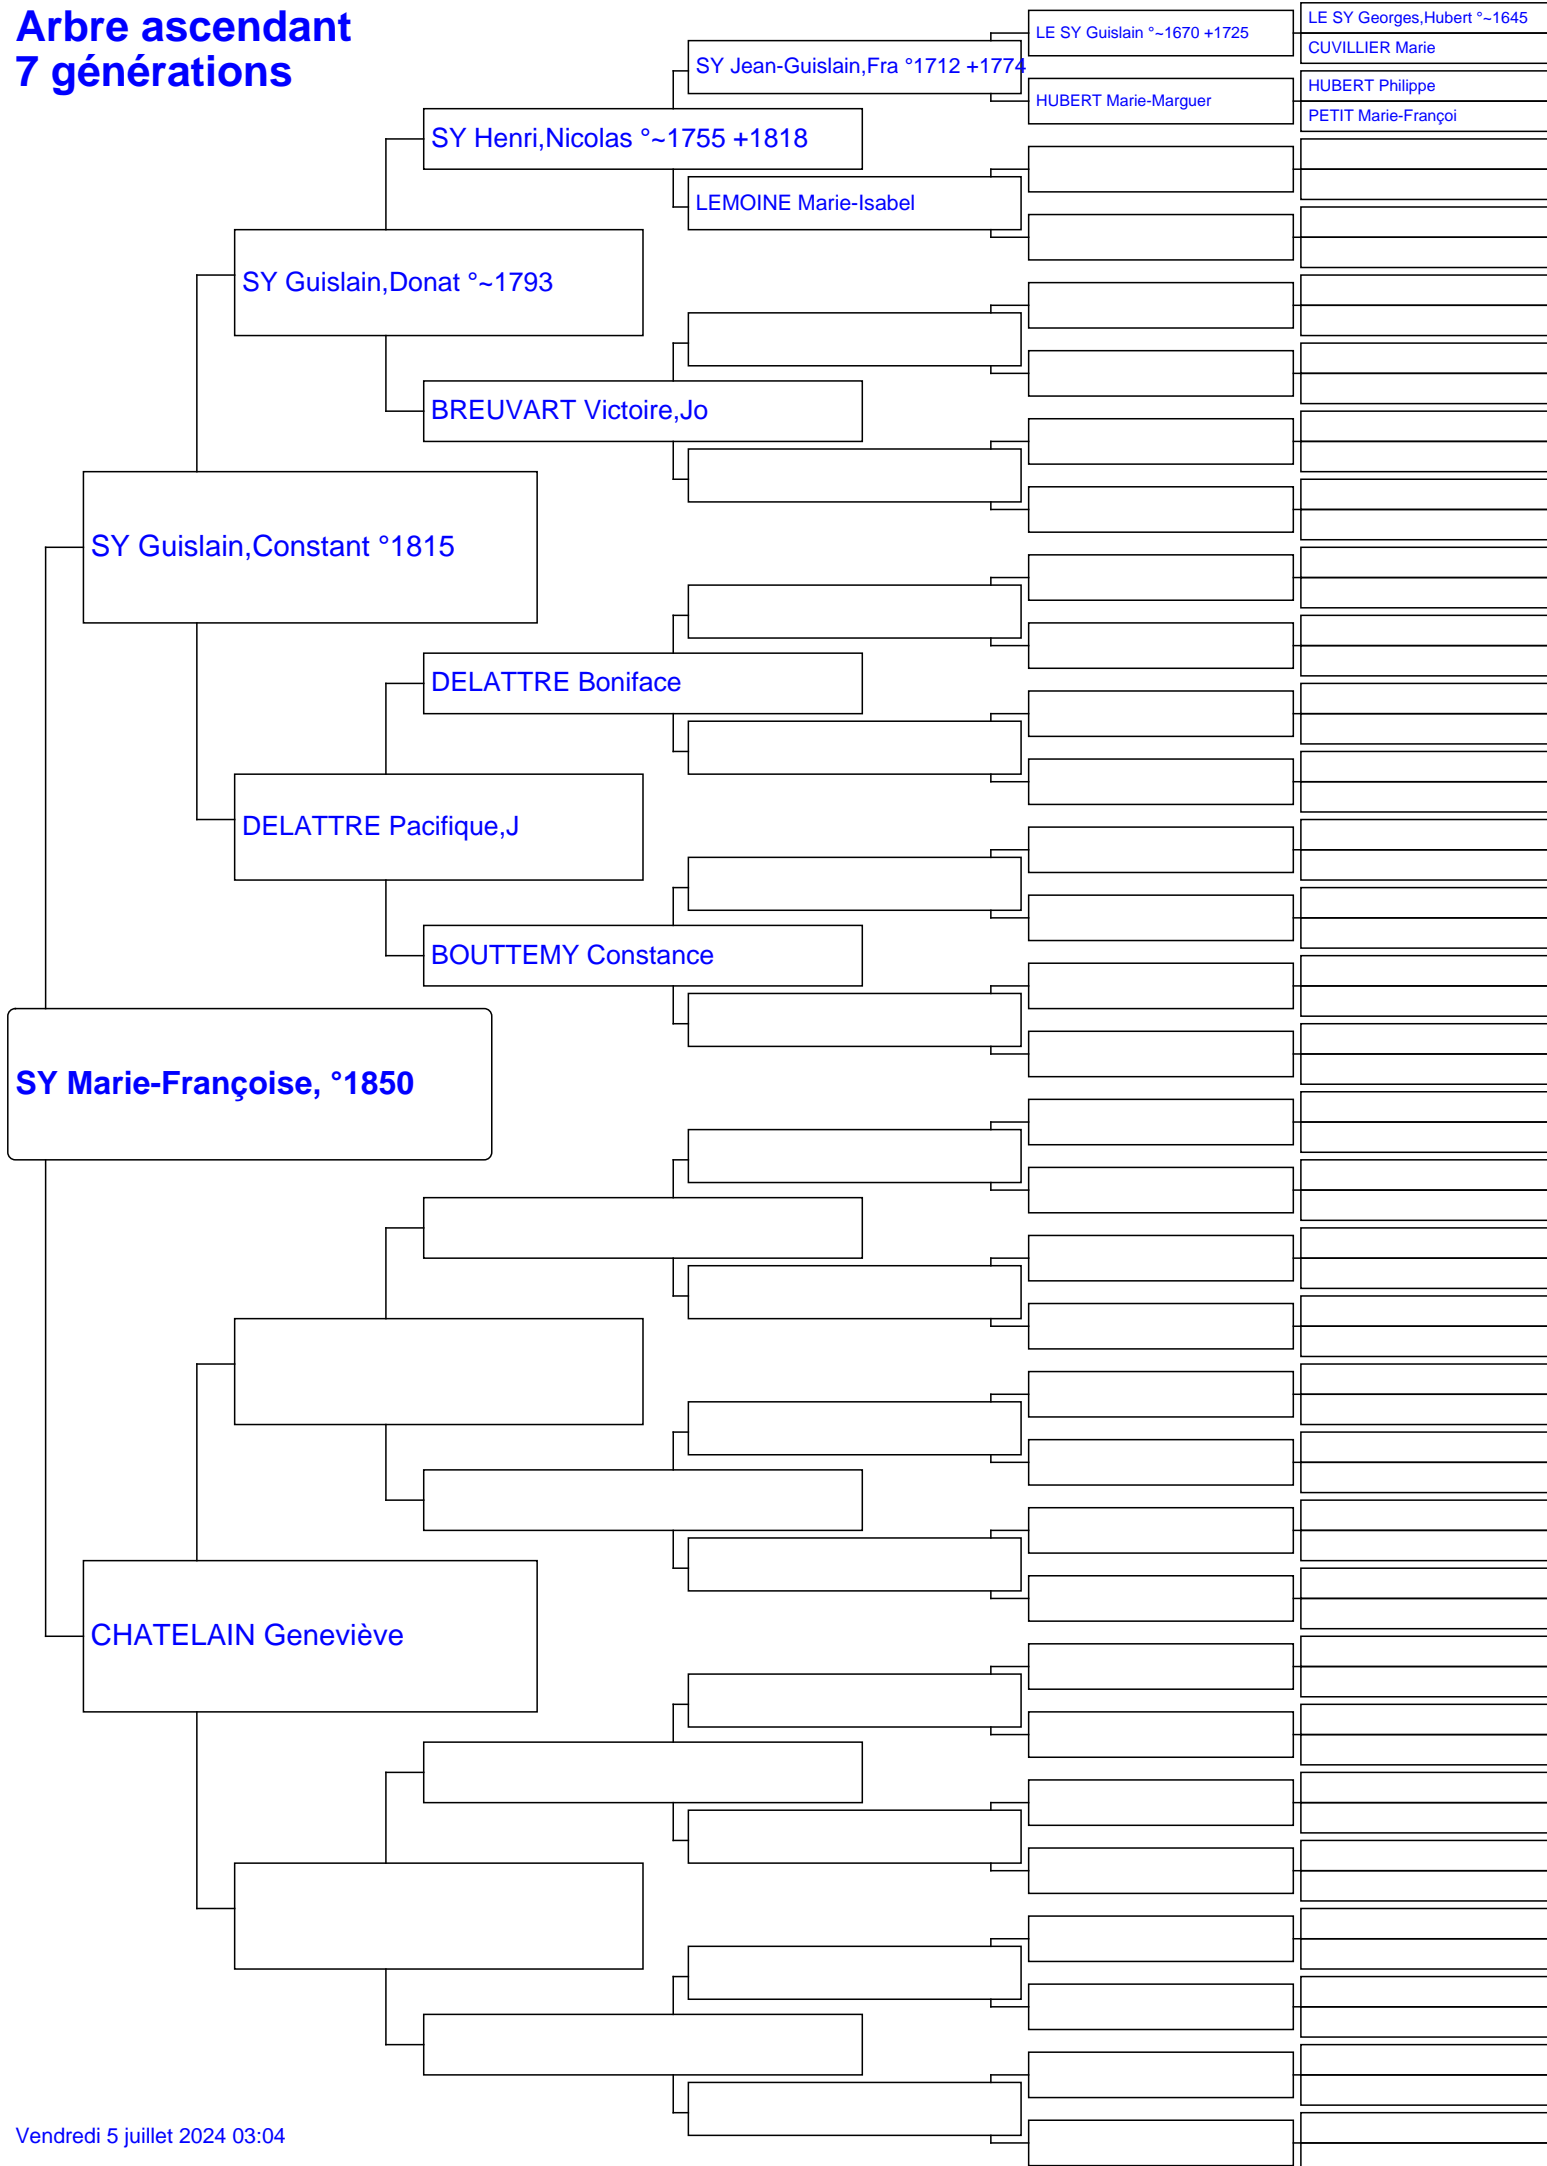 Arbre ascendant
7 générations
LE SY Georges,Hubert °~1645
LE SY Guislain °~1670 +1725
CUVILLIER Marie
SY Jean-Guislain,Fra °1712 +1774
HUBERT Philippe
HUBERT Marie-Marguer
PETIT Marie-Françoi
SY Henri,Nicolas °~1755 +1818
LEMOINE Marie-Isabel
SY Guislain,Donat °~1793
BREUVART Victoire,Jo
SY Guislain,Constant °1815
DELATTRE Boniface
DELATTRE Pacifique,J
BOUTTEMY Constance
SY Marie-Françoise, °1850
CHATELAIN Geneviève
Vendredi 5 juillet 2024 03:04